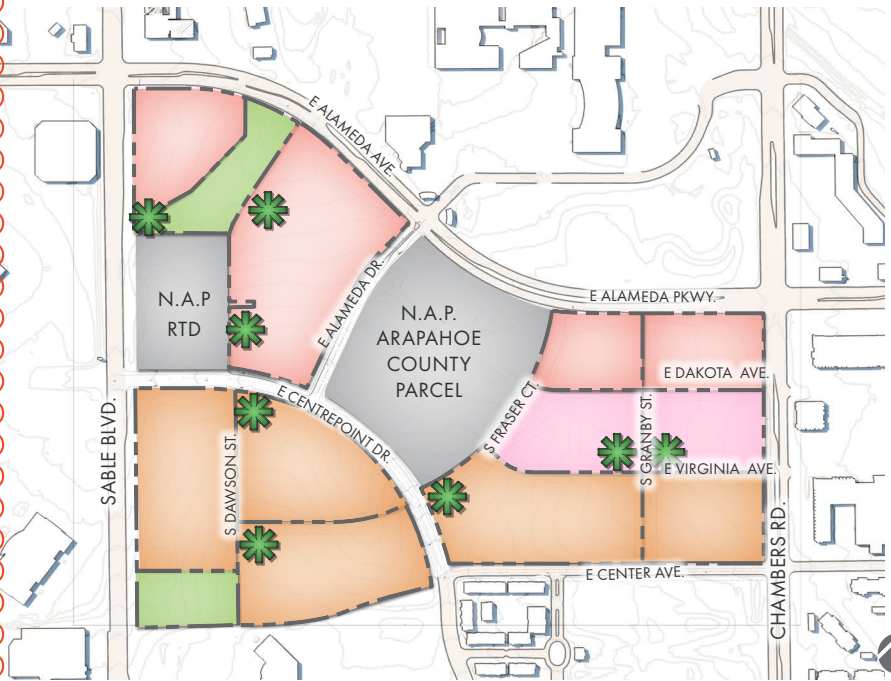 E ALAMEDA AVE.
N.A.P
RTD
E ALAMEDA DR.
N.A.P.
ARAPAHOE
COUNTY
PARCEL
E ALAMEDA PKWY.
E DAKOTA AVE.
S FRASER CT.
S GRANBY ST.
E CENTREPOINT DR.
SABLE BLVD.
S DAWSON ST.
E VIRGINIA AVE.
E CENTER AVE.
CHAMBERS RD.